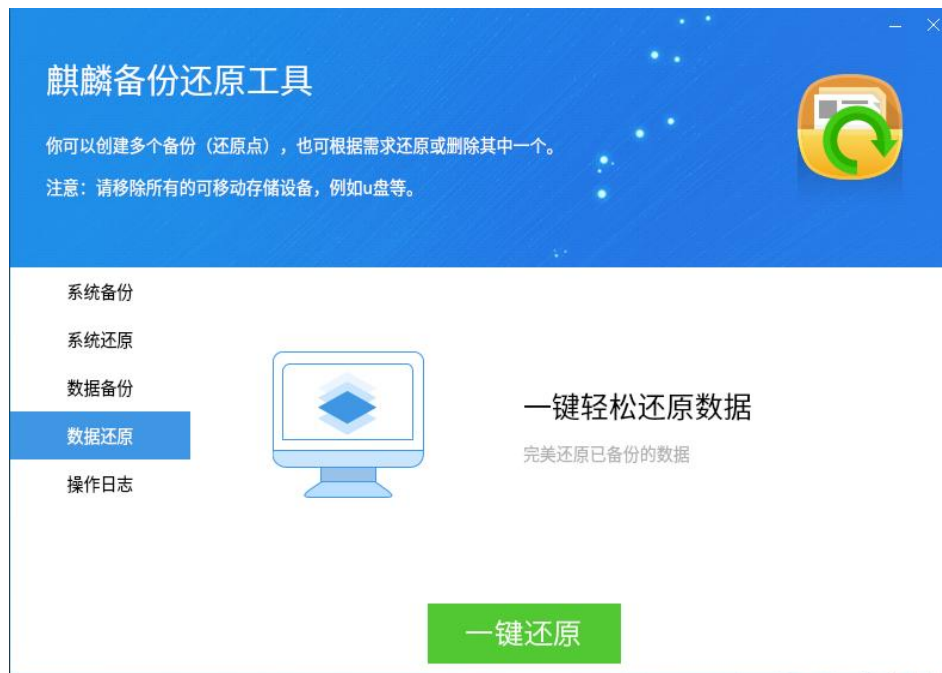 麒麟备份还原工具
你可以创建多个备份（还原点），也可根据需求还原或删除其中一个。
注意：请移除所有的可移动存储设备，例如u盘等。
系统备份
系统还原
数据备份
数据还原
操作日志
一键轻松还原数据
完美还原已备份的数据
一键还原